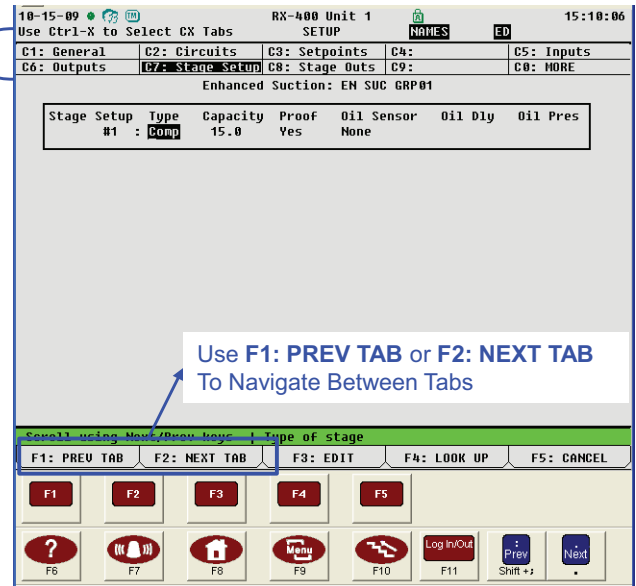 10-15-09 RX-400 Unit 1 15:10:06
Use Ctrl-X to Select CX Tabs SETUP NAMES ED
C1: General C2: Circuits C3: Setpoints C4: C5: Inputs
C6: Outputs C7: Stage Setup C8: Stage Outs C9: C0: MORE
Enhanced Suction: EN SUC GRP01
Stage Setup Type Capacity Proof Oil Sensor Oil Dly Oil Pres
#1 : Comp 15.0 Yes None
Use F1: PREV TAB or F2: NEXT TAB
To Navigate Between Tabs
Scroll using Next/Prev keys | Type of stage
F1: PREV TAB F2: NEXT TAB F3: EDIT F4: LOOK UP F5: CANCEL
F1 F2 F3 F4 F5
? Menu Log In/Out : Prev . Next
F6 F7 F8 F9 F10 F11 Shift +; .